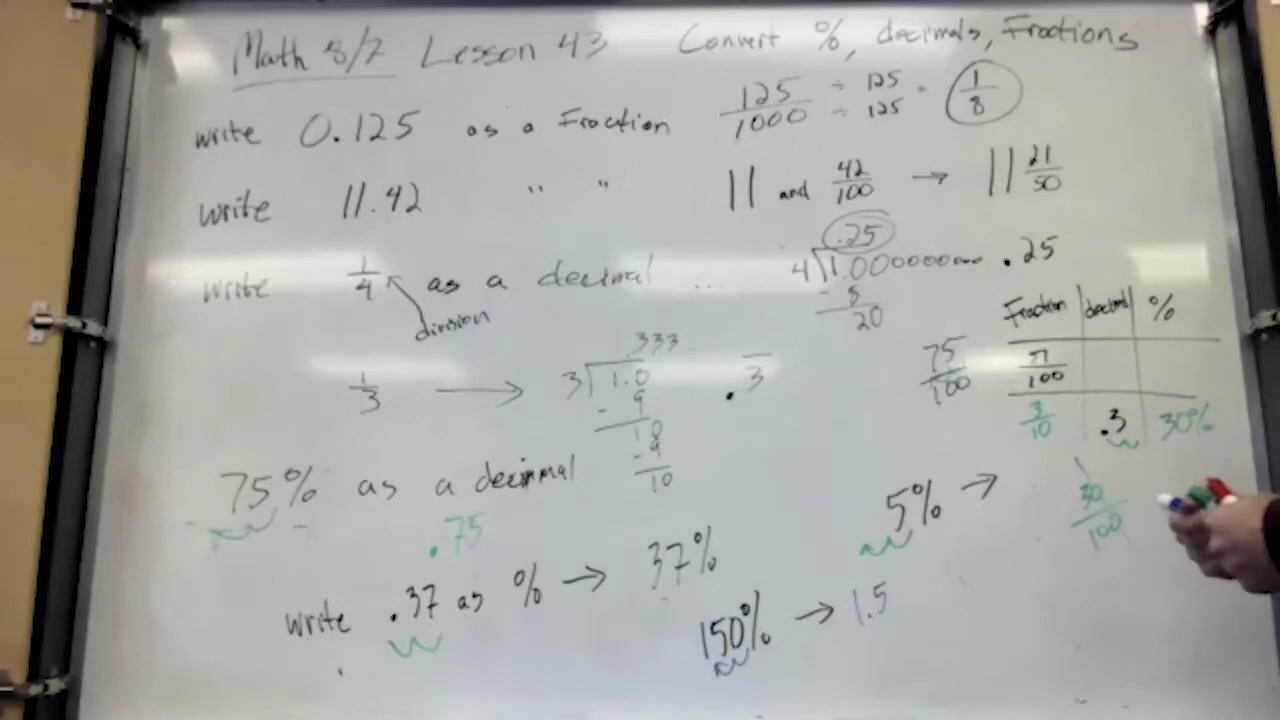 Math 8/7 Lesson 43 Convert %, decimals, Fractions
write 0.125 as a Fraction 125/1000 ÷ 125/÷ 125 = 1/8
write 11.42 " " 11 and 42/100 → 11 21/50
write 1/4 as a decimal ... 4 1.0000000 .25 .25
division - 8
20
1/3 → 3 1.0 .333 .3̅
- 9
10
- 9
10
Fraction decimal %
75/100
/100
3/10 .3 30%
30/100
75% as a decimal
.75
5% →
write .37 as % → 37%
150% → 1.5